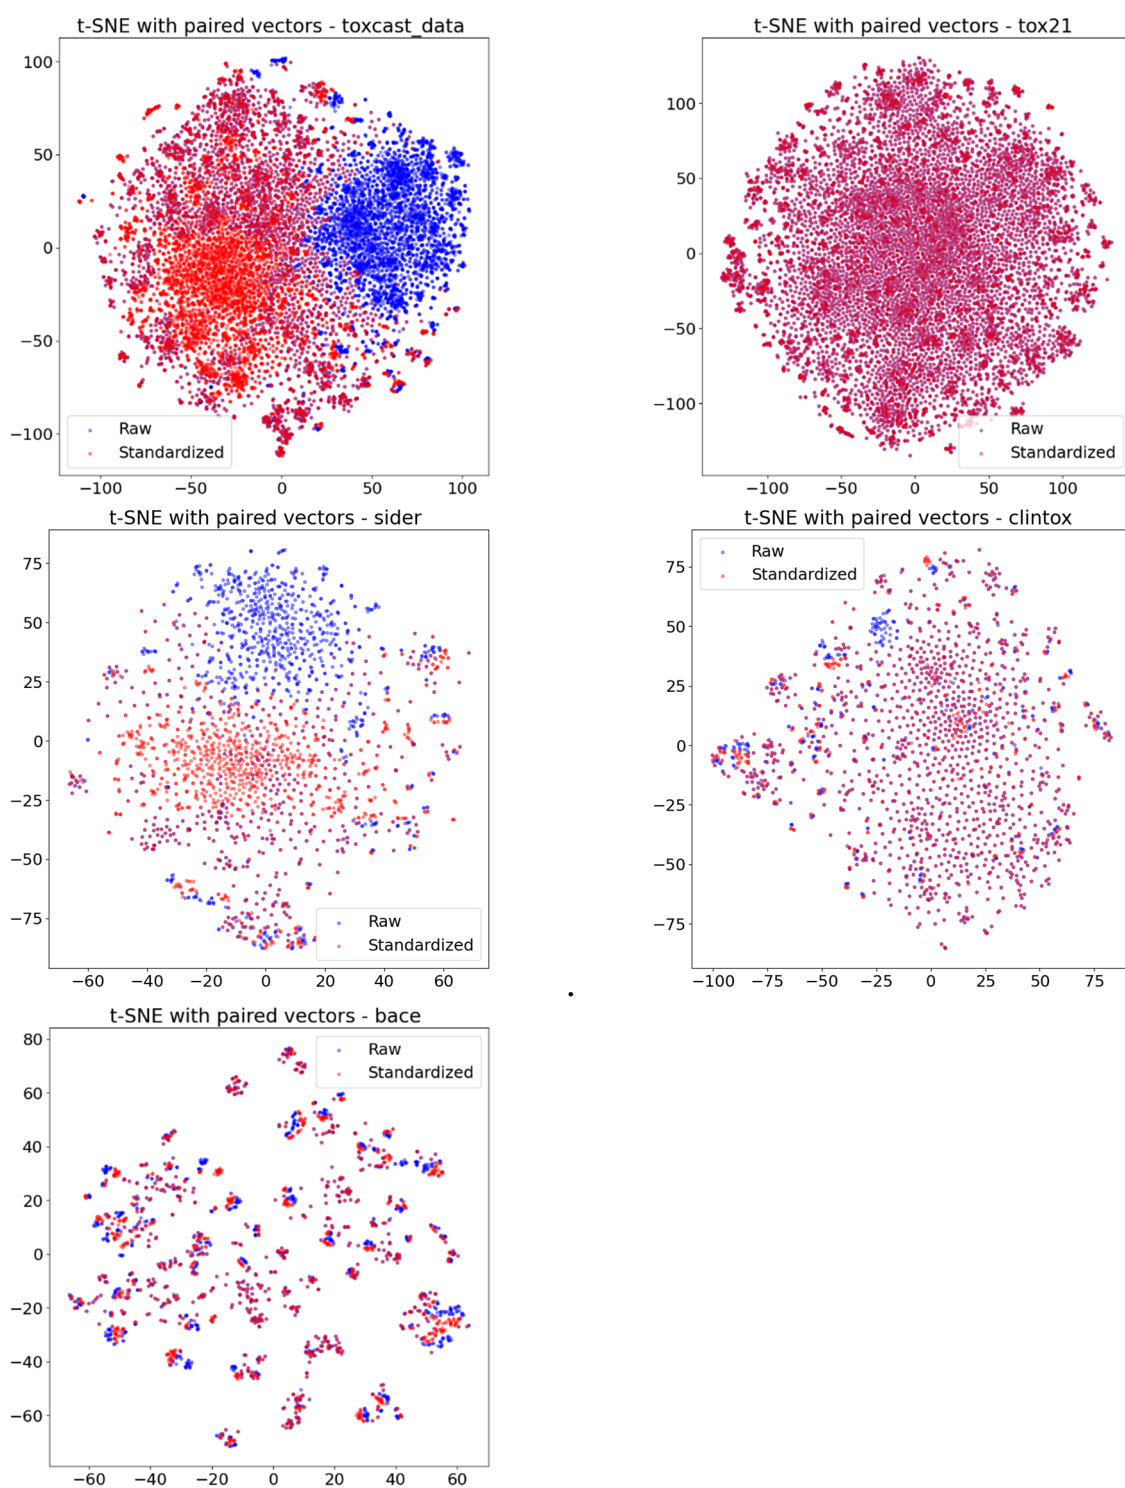 t-SNE with paired vectors - toxcast_data
100
50
0
−50
−100
Raw
Standardized
−100 −50 0 50 100
t-SNE with paired vectors - tox21
100
50
0
−50
−100
Raw
Standardized
−100 −50 0 50 100
t-SNE with paired vectors - sider
75
50
25
0
−25
−50
−75
Raw
Standardized
−60 −40 −20 0 20 40 60
t-SNE with paired vectors - clintox
Raw
Standardized
75
50
25
0
−25
−50
−75
−100 −75 −50 −25 0 25 50 75
.
t-SNE with paired vectors - bace
Raw
Standardized
80
60
40
20
0
−20
−40
−60
−60 −40 −20 0 20 40 60